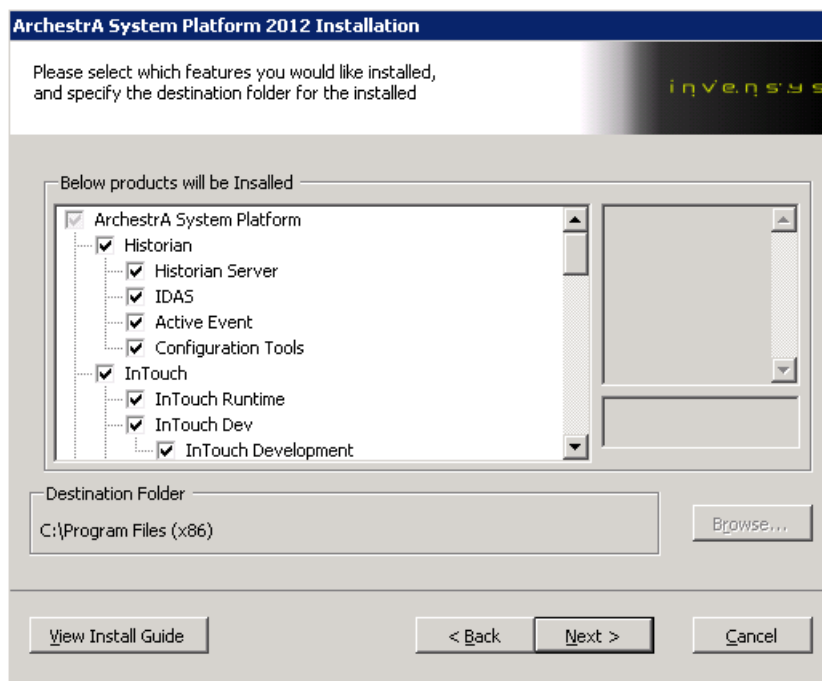 ArchestrA System Platform 2012 Installation
Please select which features you would like installed,
and specify the destination folder for the installed
invensys
Below products will be Insalled
ArchestrA System Platform
Historian
Historian Server
IDAS
Active Event
Configuration Tools
InTouch
InTouch Runtime
InTouch Dev
InTouch Development
Destination Folder
C:\Program Files (x86)
Browse...
View Install Guide
< Back
Next >
Cancel